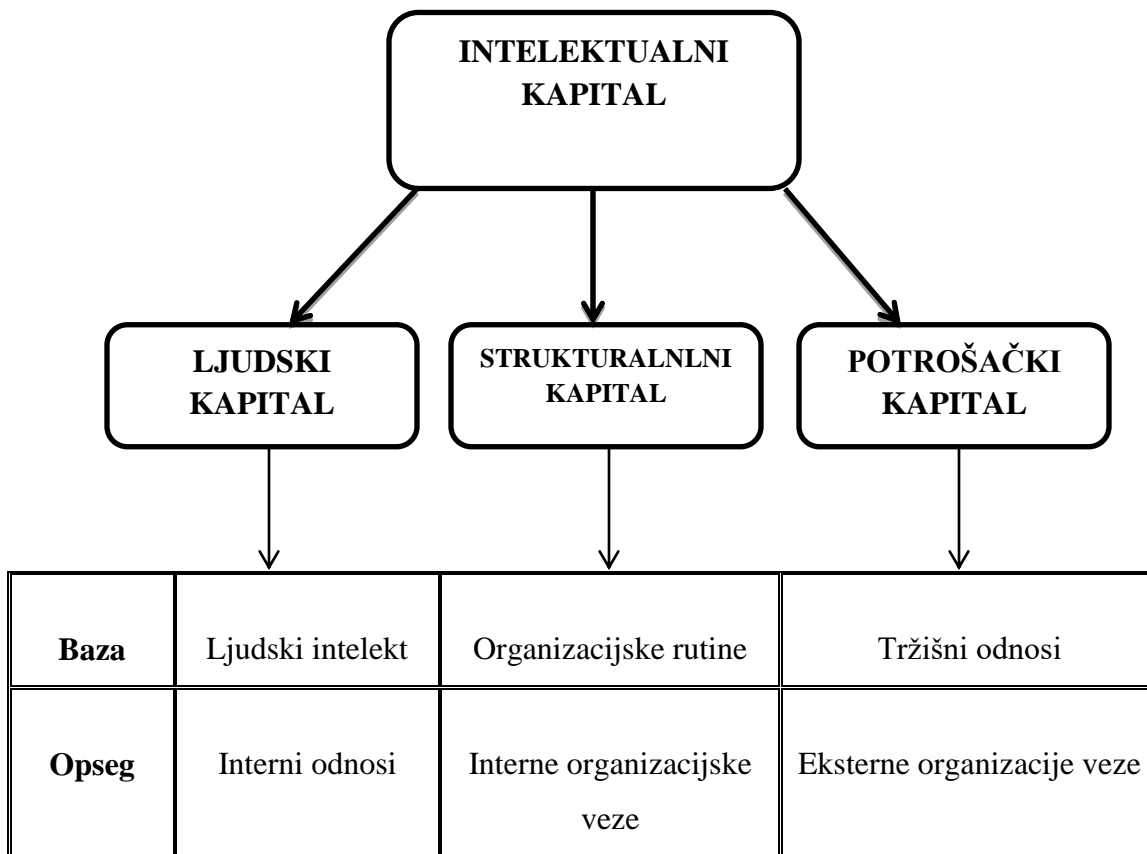 INTELEKTUALNI
KAPITAL
LJUDSKI
KAPITAL
STRUKTURALNLNI
KAPITAL
POTROŠAČKI
KAPITAL
Baza
Ljudski intelekt
Organizacijske rutine
Tržišni odnosi
Opseg
Interni odnosi
Interne organizacijske
veze
Eksterne organizacije veze